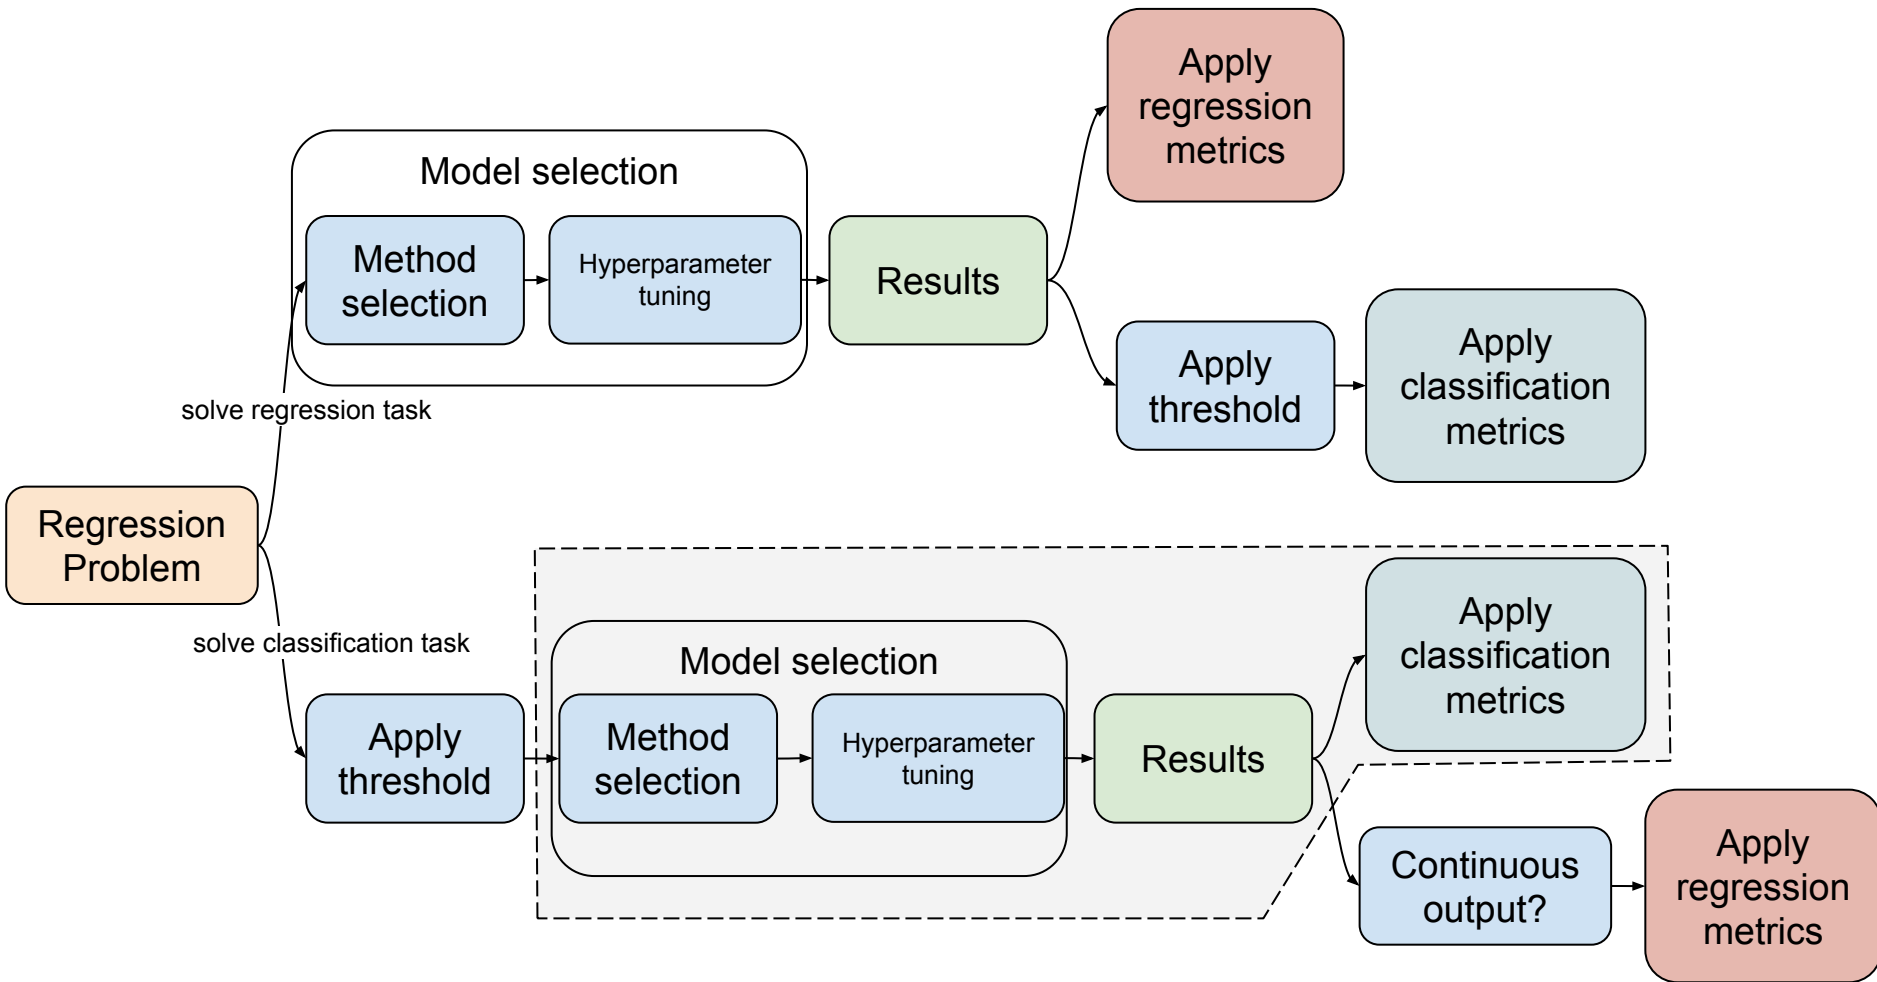 Apply
regression
metrics
Model selection
Method
selection
Hyperparameter
tuning
Results
Apply
threshold
Apply
classification
metrics
solve regression task
Regression
Problem
solve classification task
Apply
threshold
Model selection
Method
selection
Hyperparameter
tuning
Results
Apply
classification
metrics
Continuous
output?
Apply
regression
metrics